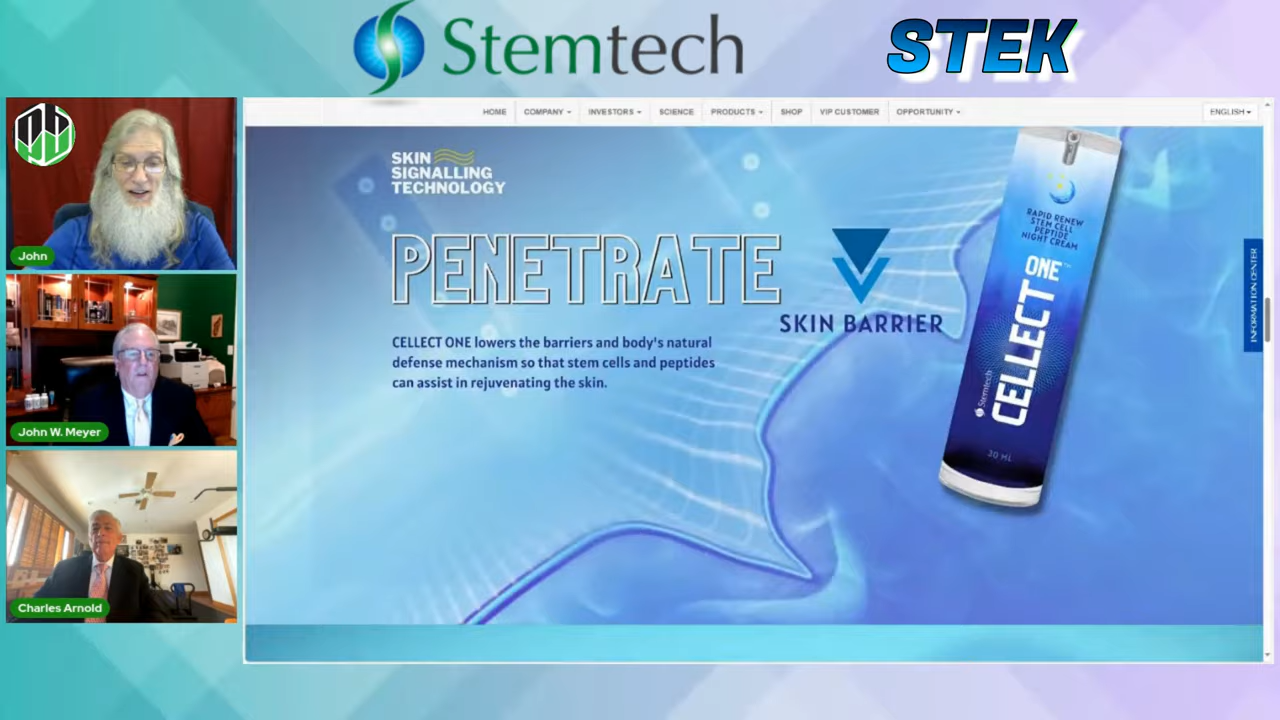 Stemtech
STEK
HOME COMPANY INVESTORS SCIENCE PRODUCTS SHOP VIP CUSTOMER OPPORTUNITY ENGLISH
John
John W. Meyer
Charles Arnold
SKIN
SIGNALLING
TECHNOLOGY
PENETRATE
SKIN BARRIER
CELLECT ONE lowers the barriers and body's natural
defense mechanism so that stem cells and peptides
can assist in rejuvenating the skin.
RAPID RENEW
STEM CELL
PEPTIDE
NIGHT CREAM
CELLECT ONE™
Stemtech
30 ML
INFORMATION CENTER